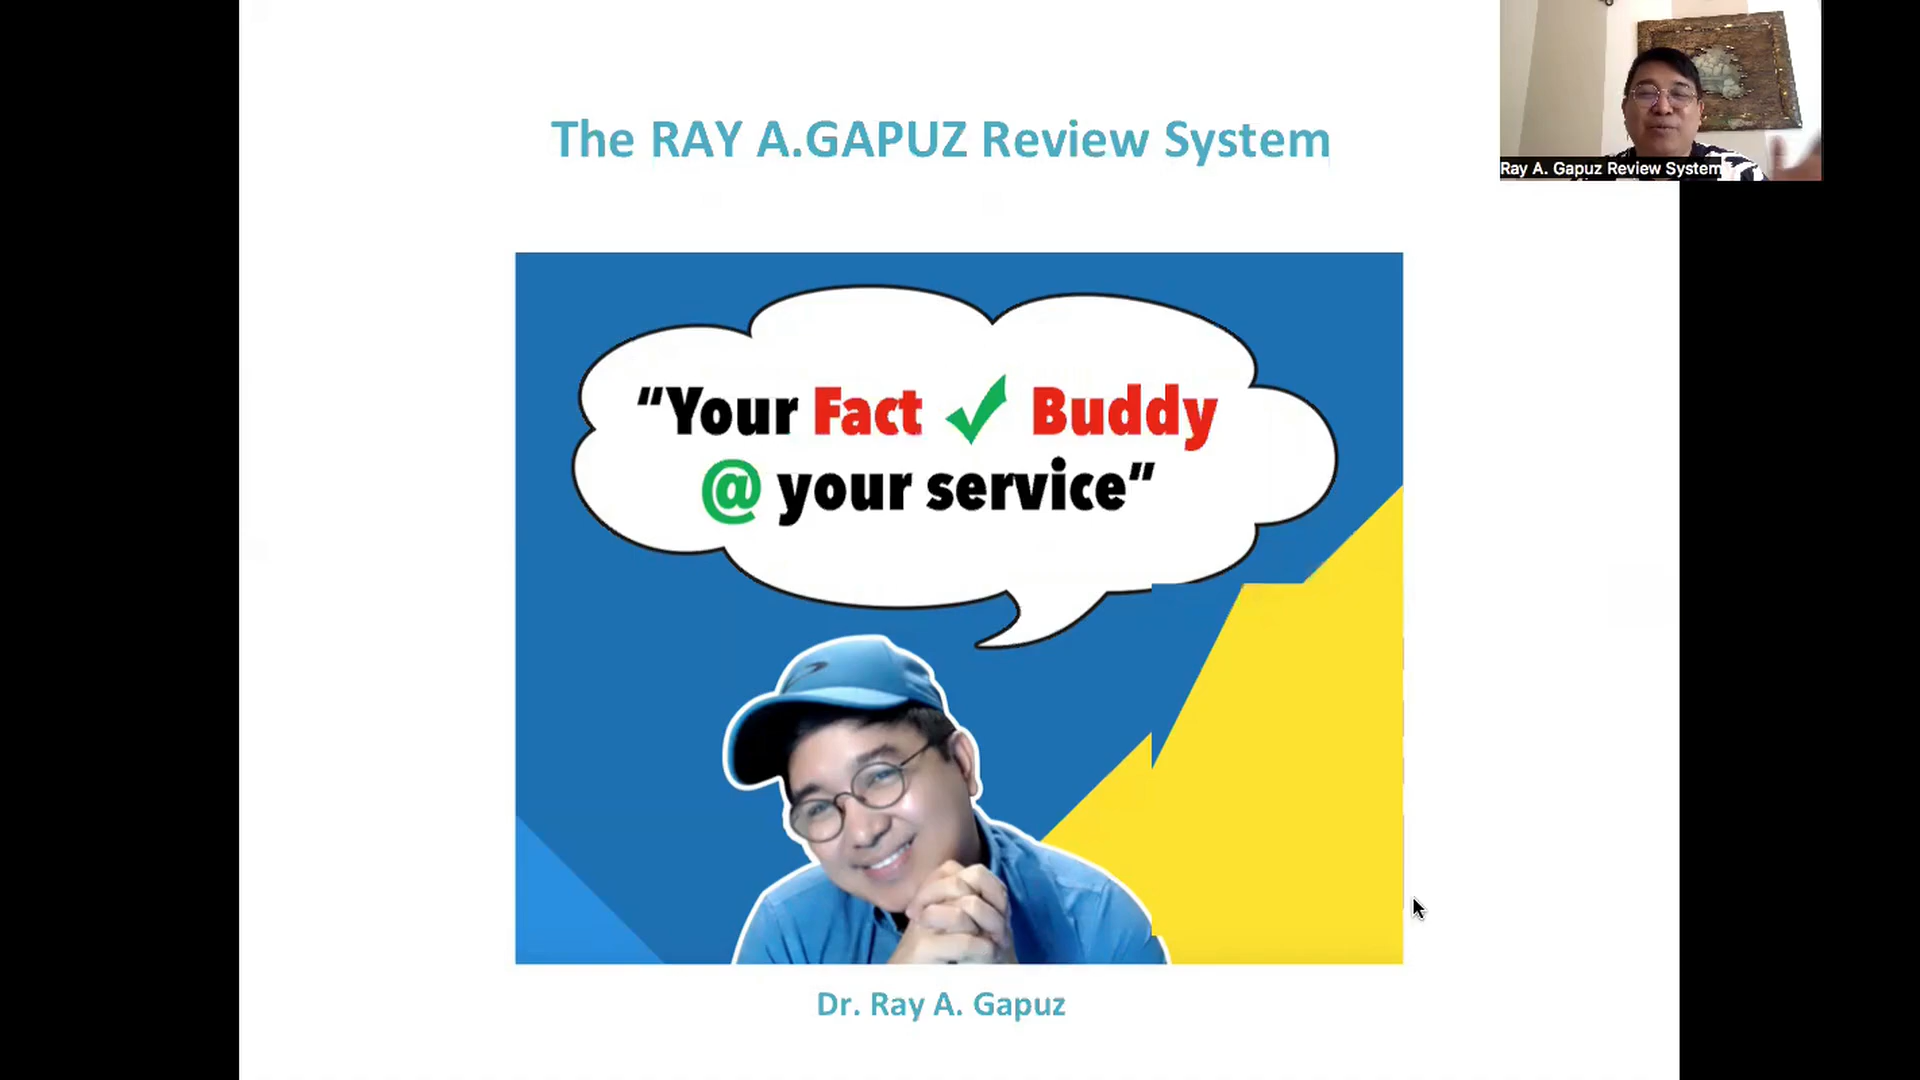 The RAY A.GAPUZ Review System
Ray A. Gapuz Review System
“Your Fact ✓ Buddy
@ your service”
Dr. Ray A. Gapuz